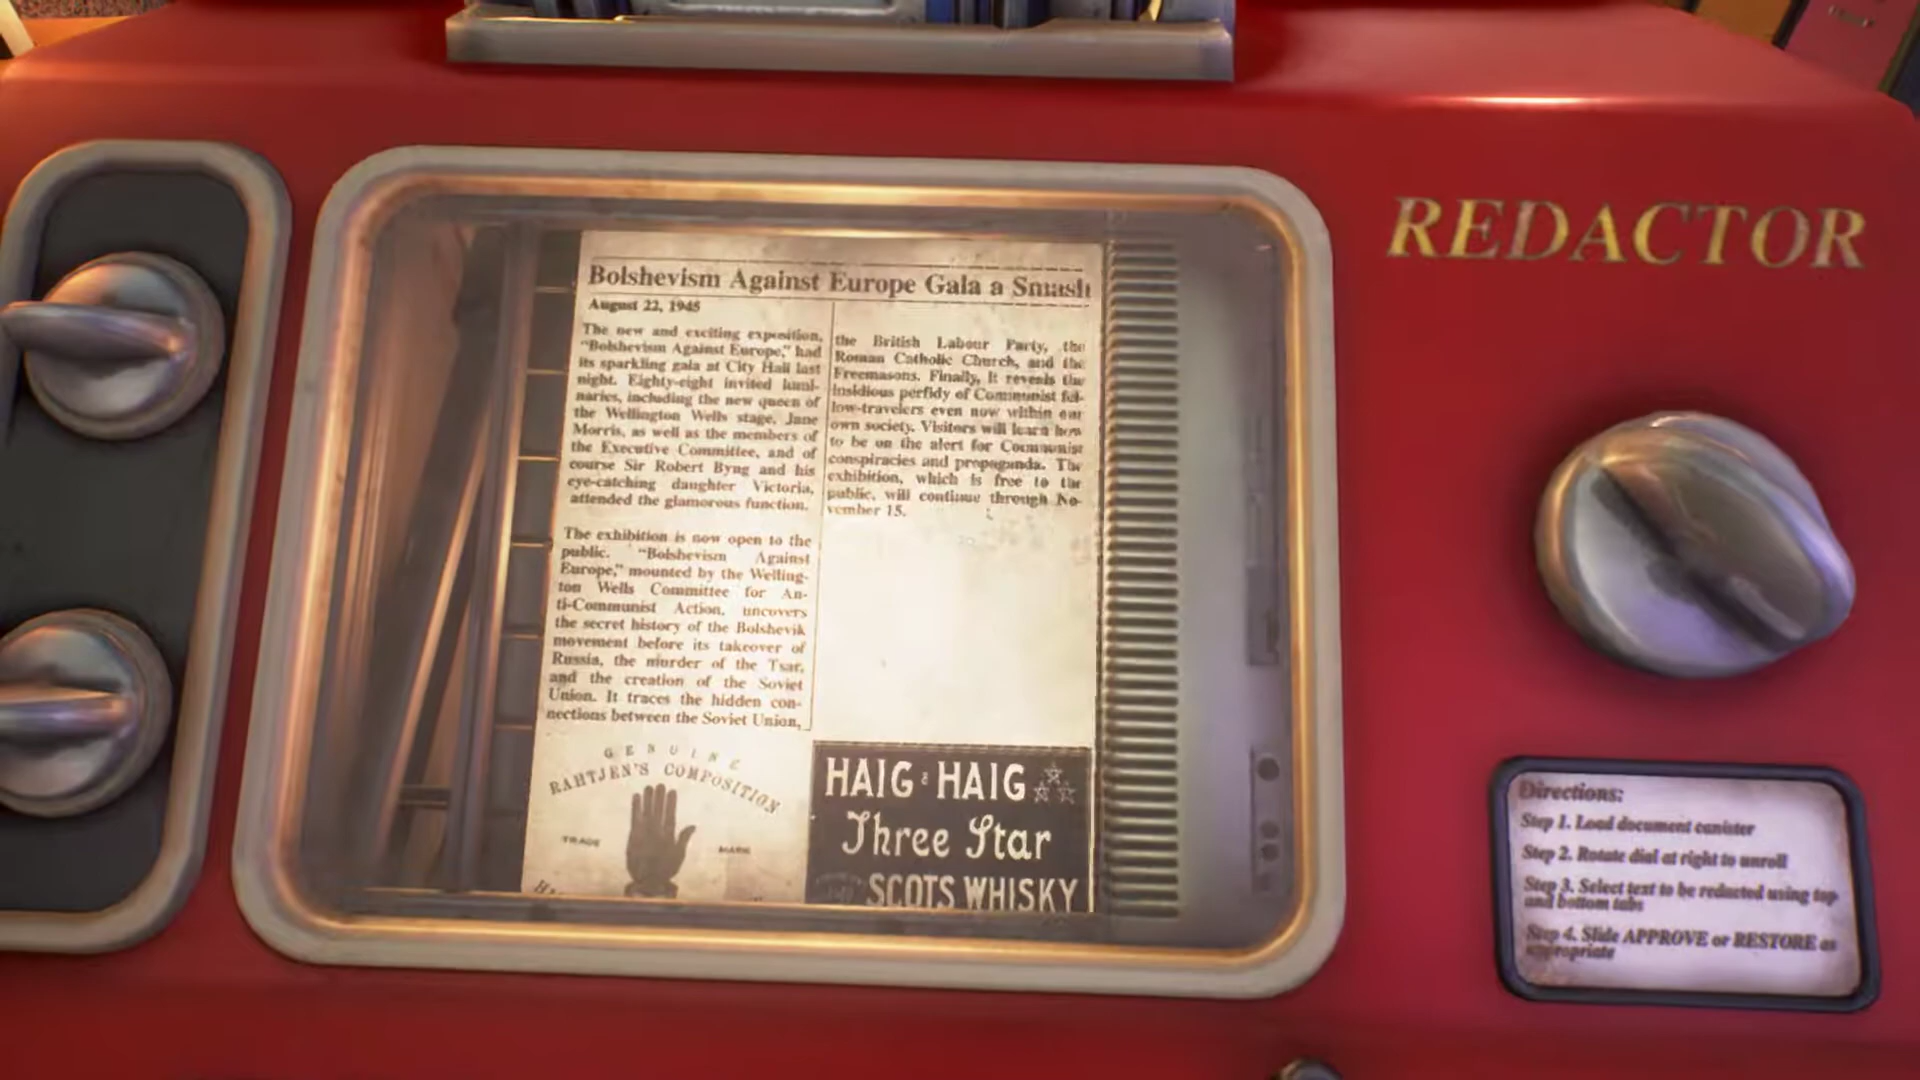 REDACTOR
Bolshevism Against Europe Gala a Smash
August 22, 1945
The new and exciting exposition,
"Bolshevism Against Europe," had
its sparkling gala at City Hall last
night. Eighty-eight invited lumi-
naries, including the new queen of
the Wellington Wells stage, Jane
Morris, as well as the members of
the Executive Committee, and of
course Sir Robert Byng and his
eye-catching daughter Victoria,
attended the glamorous function.
The exhibition is now open to the
public. "Bolshevism Against
Europe," mounted by the Welling-
ton Wells Committee for An-
ti-Communist Action, uncovers
the secret history of the Bolshevik
movement before its takeover of
Russia, the murder of the Tsar,
and the creation of the Soviet
Union. It traces the hidden con-
nections between the Soviet Union,
the British Labour Party, the
Roman Catholic Church, and the
Freemasons. Finally, it reveals the
insidious perfidy of Communist fel-
low-travelers even now within our
own society. Visitors will learn how
to be on the alert for Communist
conspiracies and propaganda. The
exhibition, which is free to the
public, will continue through No-
vember 15.
GENUINE
RAHTJEN'S COMPOSITION
TRADE MARK
HAIG & HAIG
Three Star
SCOTS WHISKY
Directions:
Step 1. Load document canister
Step 2. Rotate dial at right to unroll
Step 3. Select text to be redacted using top
and bottom tabs
Step 4. Slide APPROVE or RESTORE as
appropriate